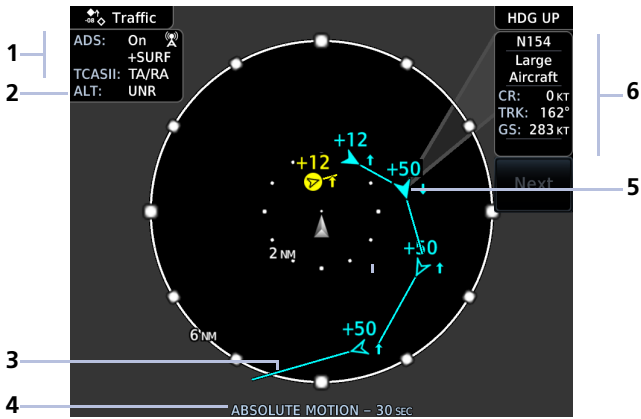 -08 Traffic
HDG UP
1
ADS: On
+SURF
TCASII: TA/RA
2
ALT: UNR
N154
Large
Aircraft
CR: 0 KT
TRK: 162°
GS: 283 KT
6
+12
+12
+50
Next
5
+50
2 NM
+50
6 NM
3
4
ABSOLUTE MOTION – 30 SEC